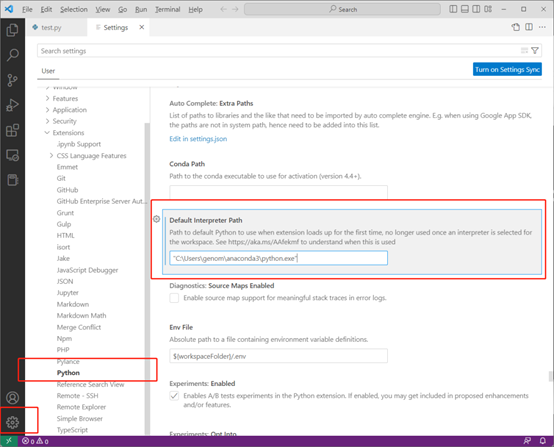 File Edit Selection View Go Run Terminal Help
Search
test.py
Settings
Search settings
User
Turn on Settings Sync
Window
Features
Application
Security
Extensions
.ipynb Support
CSS Language Features
Emmet
Git
GitHub
GitHub Enterprise Server Aut...
Grunt
Gulp
HTML
isort
Jake
JavaScript Debugger
JSON
Jupyter
Markdown
Markdown Math
Merge Conflict
Npm
PHP
Pylance
Python
Reference Search View
Remote - SSH
Remote Explorer
Simple Browser
TypeScript
Auto Complete: Extra Paths
List of paths to libraries and the like that need to be imported by auto complete engine. E.g. when using Google App SDK,
the paths are not in system path, hence need to be added into this list.
Edit in settings.json
Conda Path
Path to the conda executable to use for activation (version 4.4+).
Default Interpreter Path
Path to default Python to use when extension loads up for the first time, no longer used once an interpreter is selected for
the workspace. See https://aka.ms/AAfekmf to understand when this is used
"C:\Users\genom\anaconda3\python.exe"
Diagnostics: Source Maps Enabled
Enable source map support for meaningful stack traces in error logs.
Env File
Absolute path to a file containing environment variable definitions.
${workspaceFolder}/.env
Experiments: Enabled
Enables A/B tests experiments in the Python extension. If enabled, you may get included in proposed enhancements
and/or features.
Experiments: Opt Into
0 0 0